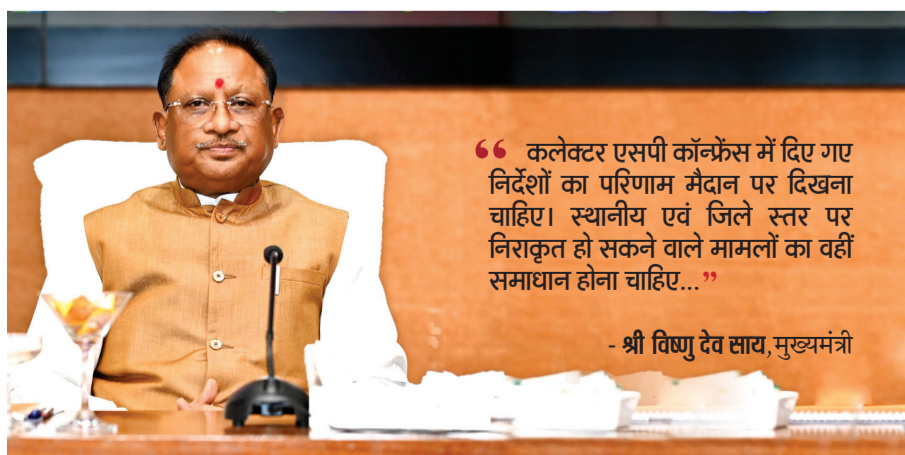 “ कलेक्टर एसपी कॉन्फ्रेंस में दिए गए
निर्देशों का परिणाम मैदान पर दिखना
चाहिए। स्थानीय एवं जिले स्तर पर
निराकृत हो सकने वाले मामलों का वहीं
समाधान होना चाहिए...”
- श्री विष्णु देव साय, मुख्यमंत्री